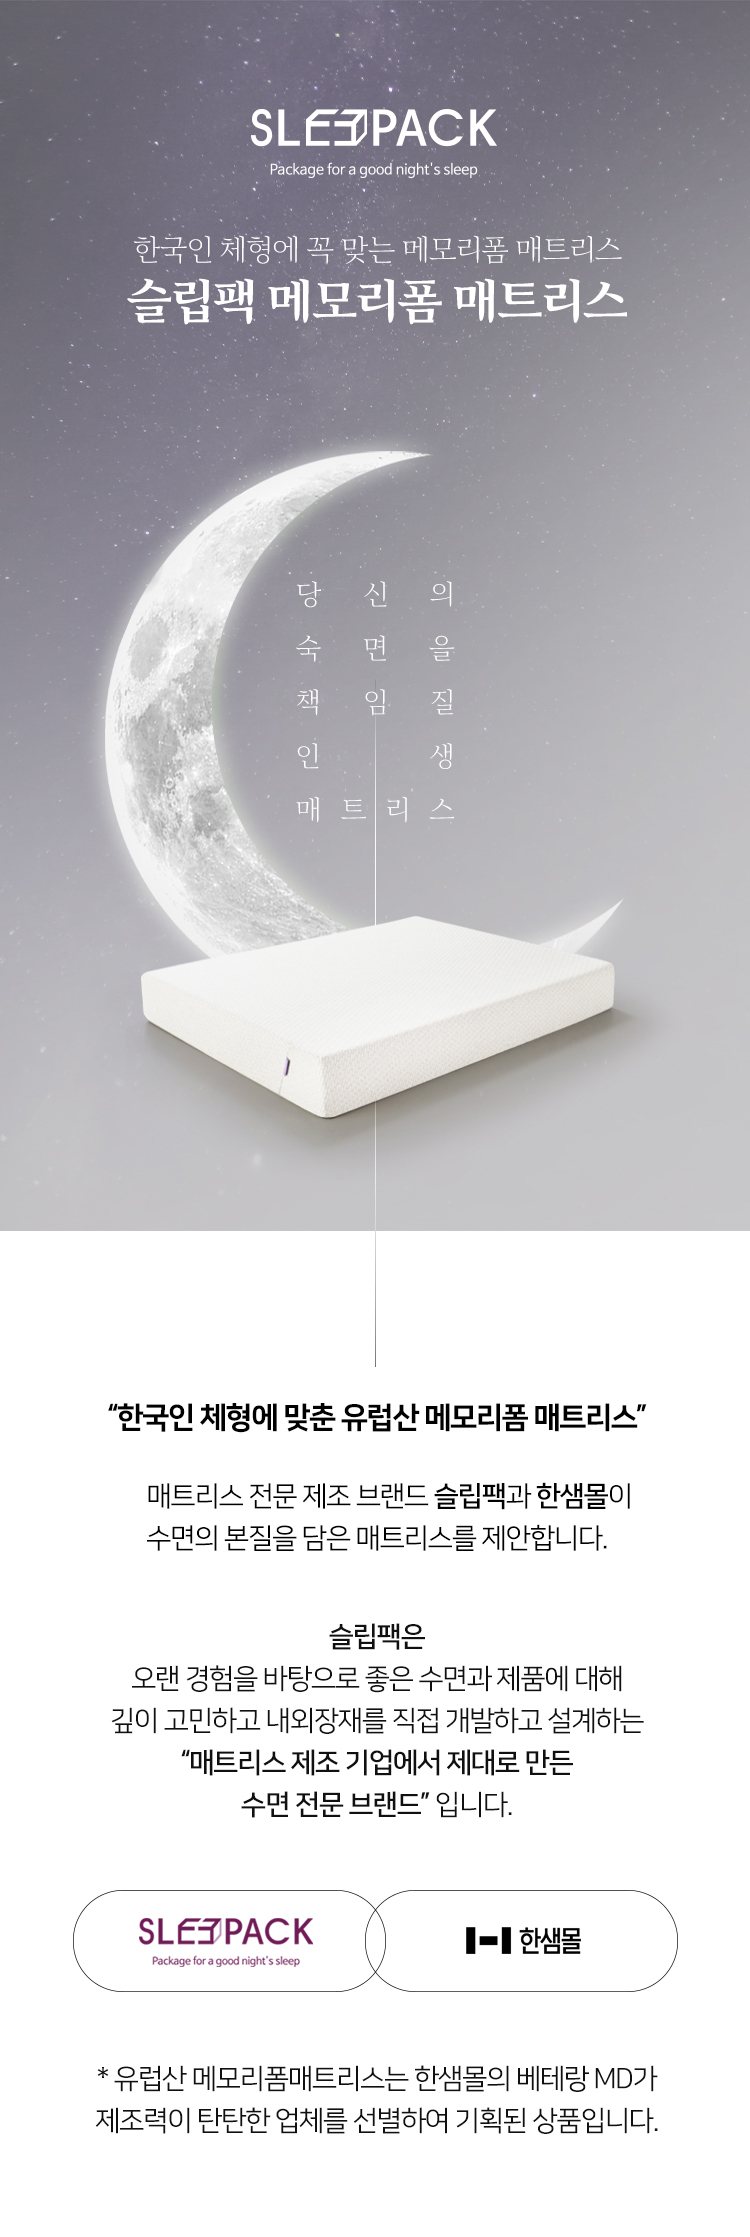 SLEEPACK
Package for a good night's sleep
한국인 체형에 꼭 맞는 메모리폼 매트리스
슬립팩 메모리폼 매트리스
당 신 의
숙 면 을
책 임 질
인 생
매 트 리 스
“한국인 체형에 맞춘 유럽산 메모리폼 매트리스”
매트리스 전문 제조 브랜드 슬립팩과 한샘몰이
수면의 본질을 담은 매트리스를 제안합니다.
슬립팩은
오랜 경험을 바탕으로 좋은 수면과 제품에 대해
깊이 고민하고 내외장재를 직접 개발하고 설계하는
“매트리스 제조 기업에서 제대로 만든
수면 전문 브랜드” 입니다.
SLEEPACK
Package for a good night's sleep
한샘몰
* 유럽산 메모리폼매트리스는 한샘몰의 베테랑 MD가
제조력이 탄탄한 업체를 선별하여 기획된 상품입니다.